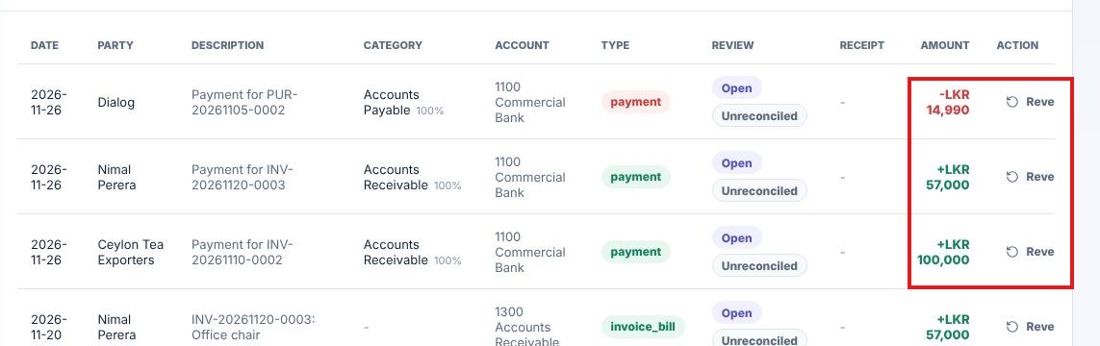 DATE PARTY DESCRIPTION CATEGORY ACCOUNT TYPE REVIEW RECEIPT AMOUNT ACTION
2026-11-26 Dialog Payment for PUR-20261105-0002 Accounts Payable 100% 1100 Commercial Bank payment Open Unreconciled - -LKR 14,990 Reve
2026-11-26 Nimal Perera Payment for INV-20261120-0003 Accounts Receivable 100% 1100 Commercial Bank payment Open Unreconciled - +LKR 57,000 Reve
2026-11-26 Ceylon Tea Exporters Payment for INV-20261110-0002 Accounts Receivable 100% 1100 Commercial Bank payment Open Unreconciled - +LKR 100,000 Reve
2026-11-20 Nimal Perera INV-20261120-0003: Office chair - 1300 Accounts Receivable invoice_bill Open Unreconciled - +LKR 57,000 Reve